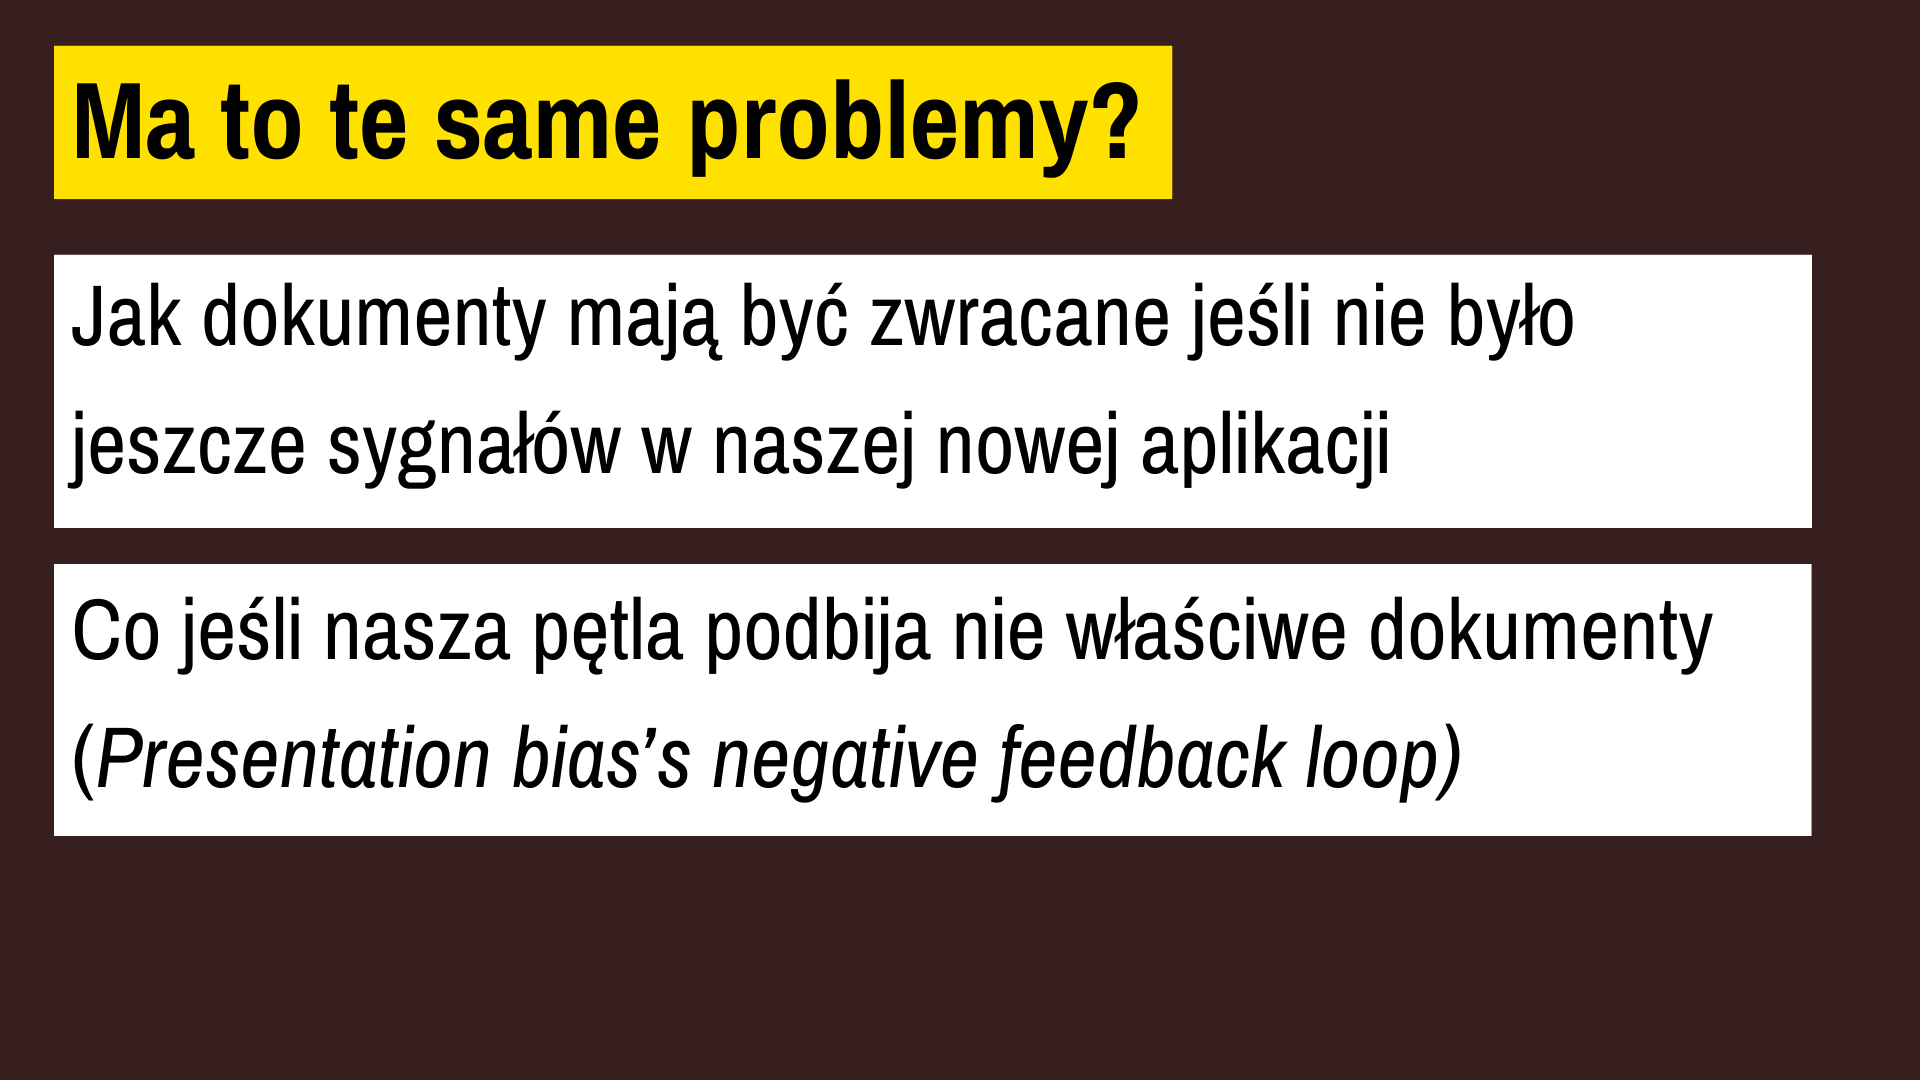 Ma to te same problemy?
Jak dokumenty mają być zwracane jeśli nie było
jeszcze sygnałów w naszej nowej aplikacji
Co jeśli nasza pętla podbija nie właściwe dokumenty
(Presentation bias’s negative feedback loop)